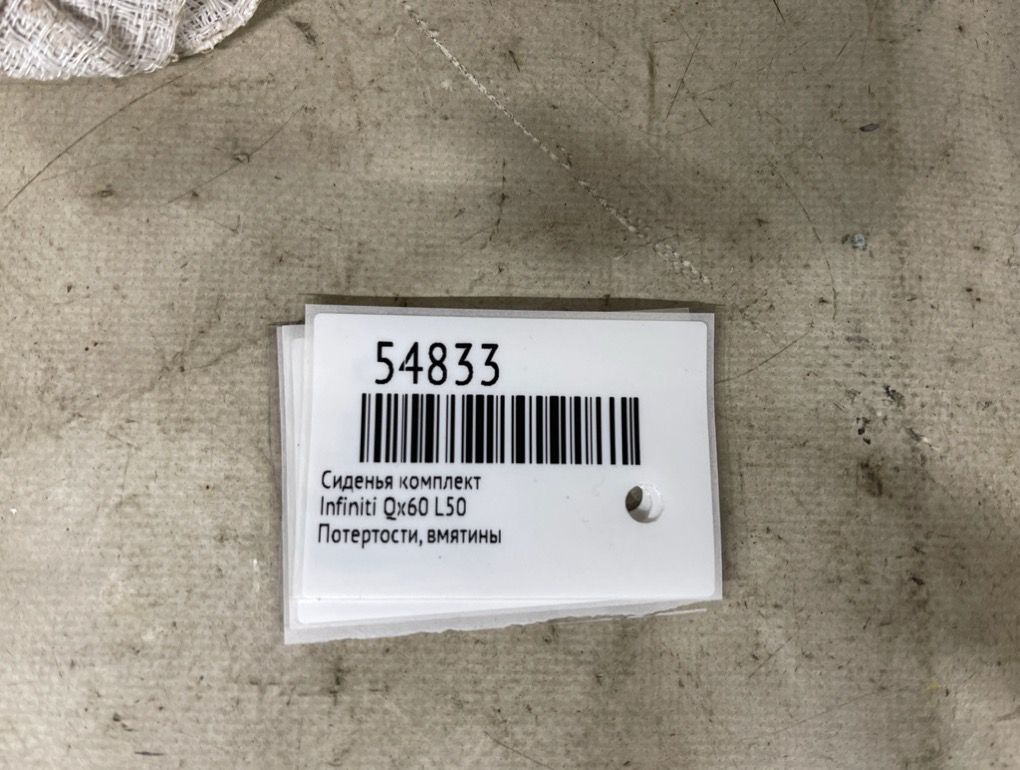 54833
Сиденья комплект
Infiniti Qx60 L50
Потертости, вмятины